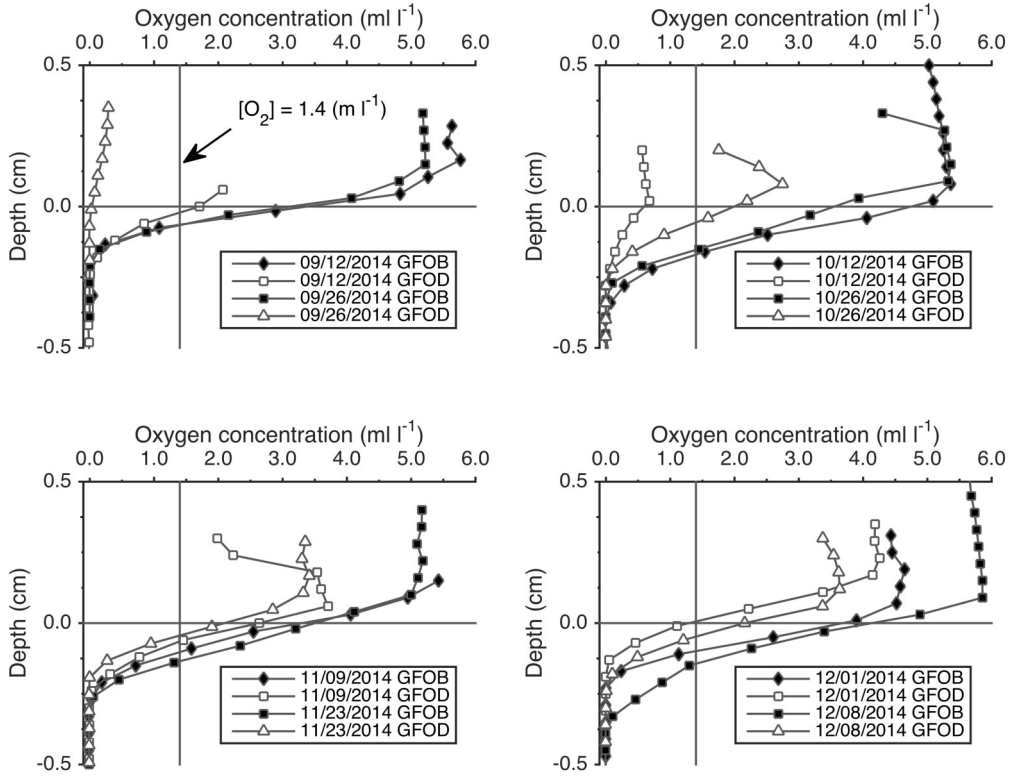 Oxygen concentration (ml l⁻¹)
0.0 1.0 2.0 3.0 4.0 5.0 6.0
0.5
0.0
-0.5
Depth (cm)
[O₂] = 1.4 (m l⁻¹)
09/12/2014 GFOB
09/12/2014 GFOD
09/26/2014 GFOB
09/26/2014 GFOD
Oxygen concentration (ml l⁻¹)
0.0 1.0 2.0 3.0 4.0 5.0 6.0
0.5
0.0
-0.5
Depth (cm)
10/12/2014 GFOB
10/12/2014 GFOD
10/26/2014 GFOB
10/26/2014 GFOD
Oxygen concentration (ml l⁻¹)
0.0 1.0 2.0 3.0 4.0 5.0 6.0
0.5
0.0
-0.5
Depth (cm)
11/09/2014 GFOB
11/09/2014 GFOD
11/23/2014 GFOB
11/23/2014 GFOD
Oxygen concentration (ml l⁻¹)
0.0 1.0 2.0 3.0 4.0 5.0 6.0
0.5
0.0
-0.5
Depth (cm)
12/01/2014 GFOB
12/01/2014 GFOD
12/08/2014 GFOB
12/08/2014 GFOD